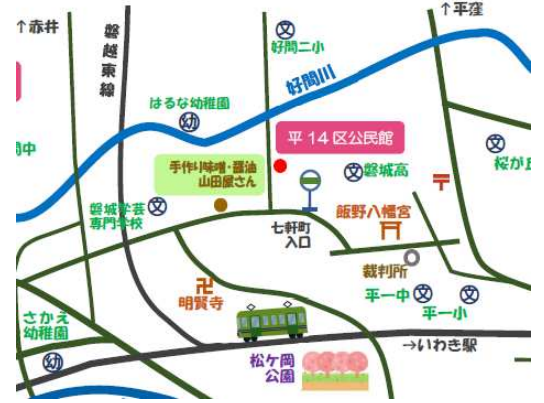 ↑赤井
磐越東線
好間二小
↑平窪
好間川
はるな幼稚園
平14区公民館
手作り味噌・醤油
山田屋さん
磐城高
桜が丘
間中
磐城学芸
専門学校
七軒町
入口
飯野八幡宮
裁判所
明賢寺
平一中
平一小
さかえ
幼稚園
→いわき駅
松ケ岡
公園